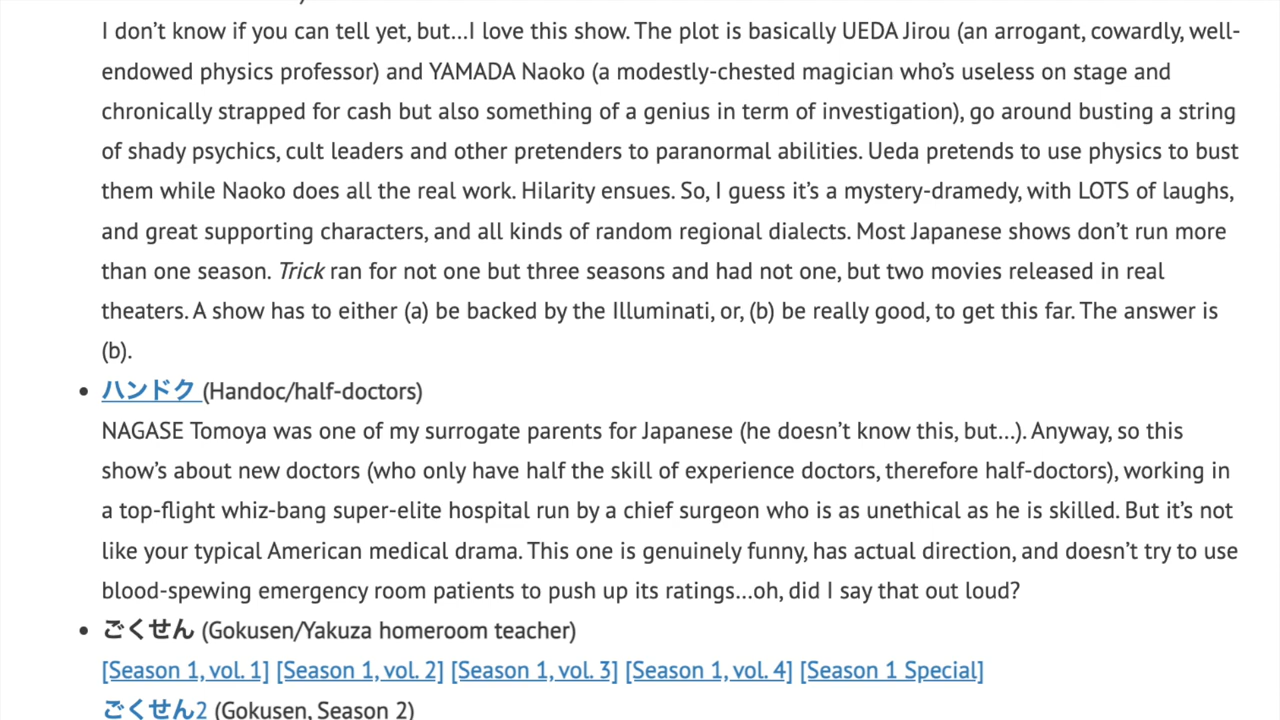 I don't know if you can tell yet, but…I love this show. The plot is basically UEDA Jirou (an arrogant, cowardly, well-
endowed physics professor) and YAMADA Naoko (a modestly-chested magician who's useless on stage and
chronically strapped for cash but also something of a genius in term of investigation), go around busting a string
of shady psychics, cult leaders and other pretenders to paranormal abilities. Ueda pretends to use physics to bust
them while Naoko does all the real work. Hilarity ensues. So, I guess it's a mystery-dramedy, with LOTS of laughs,
and great supporting characters, and all kinds of random regional dialects. Most Japanese shows don't run more
than one season. Trick ran for not one but three seasons and had not one, but two movies released in real
theaters. A show has to either (a) be backed by the Illuminati, or, (b) be really good, to get this far. The answer is
(b).
• ハンドク (Handoc/half-doctors)
NAGASE Tomoya was one of my surrogate parents for Japanese (he doesn't know this, but…). Anyway, so this
show's about new doctors (who only have half the skill of experience doctors, therefore half-doctors), working in
a top-flight whiz-bang super-elite hospital run by a chief surgeon who is as unethical as he is skilled. But it's not
like your typical American medical drama. This one is genuinely funny, has actual direction, and doesn't try to use
blood-spewing emergency room patients to push up its ratings…oh, did I say that out loud?
• ごくせん (Gokusen/Yakuza homeroom teacher)
[Season 1, vol. 1] [Season 1, vol. 2] [Season 1, vol. 3] [Season 1, vol. 4] [Season 1 Special]
ごくせん2 (Gokusen, Season 2)